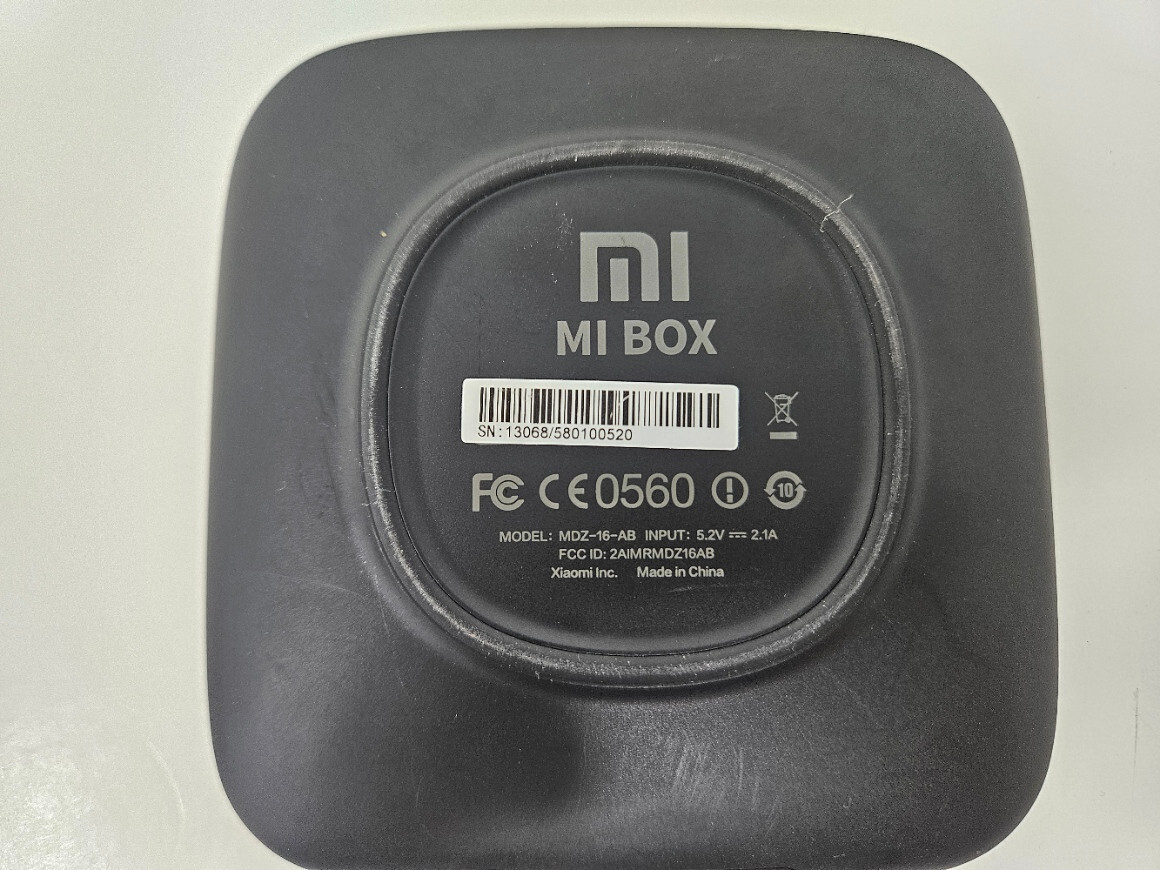 mi
MI BOX
SN:13068/580100520
FC CE0560 ! 10
MODEL: MDZ-16-AB INPUT: 5.2V ⎓ 2.1A
FCC ID: 2AIMRMDZ16AB
Xiaomi Inc. Made in China